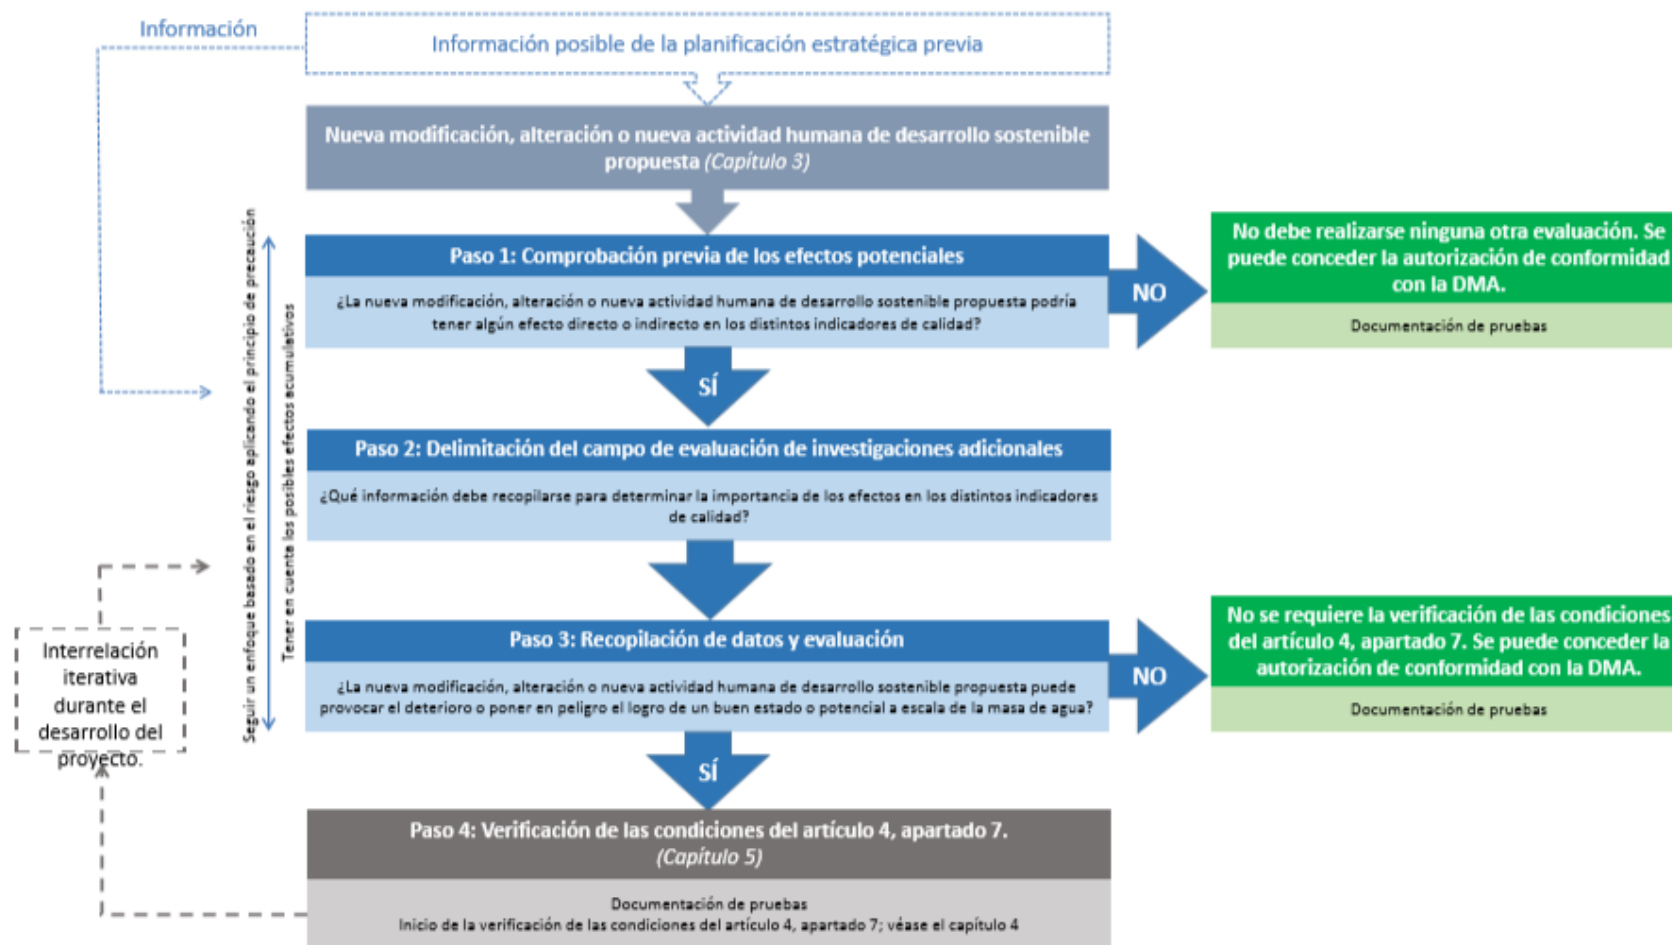 Información
Información posible de la planificación estratégica previa
Nueva modificación, alteración o nueva actividad humana de desarrollo sostenible
propuesta (Capítulo 3)
Seguir un enfoque basado en el riesgo aplicando el principio de precaución
Tener en cuenta los posibles efectos acumulativos
Paso 1: Comprobación previa de los efectos potenciales
¿La nueva modificación, alteración o nueva actividad humana de desarrollo sostenible propuesta podría
tener algún efecto directo o indirecto en los distintos indicadores de calidad?
NO
No debe realizarse ninguna otra evaluación. Se
puede conceder la autorización de conformidad
con la DMA.
Documentación de pruebas
SÍ
Paso 2: Delimitación del campo de evaluación de investigaciones adicionales
¿Qué información debe recopilarse para determinar la importancia de los efectos en los distintos indicadores
de calidad?
Paso 3: Recopilación de datos y evaluación
¿La nueva modificación, alteración o nueva actividad humana de desarrollo sostenible propuesta puede
provocar el deterioro o poner en peligro el logro de un buen estado o potencial a escala de la masa de agua?
NO
No se requiere la verificación de las condiciones
del artículo 4, apartado 7. Se puede conceder la
autorización de conformidad con la DMA.
Documentación de pruebas
Interrelación
iterativa
durante el
desarrollo del
proyecto.
SÍ
Paso 4: Verificación de las condiciones del artículo 4, apartado 7.
(Capítulo 5)
Documentación de pruebas
Inicio de la verificación de las condiciones del artículo 4, apartado 7; véase el capítulo 4